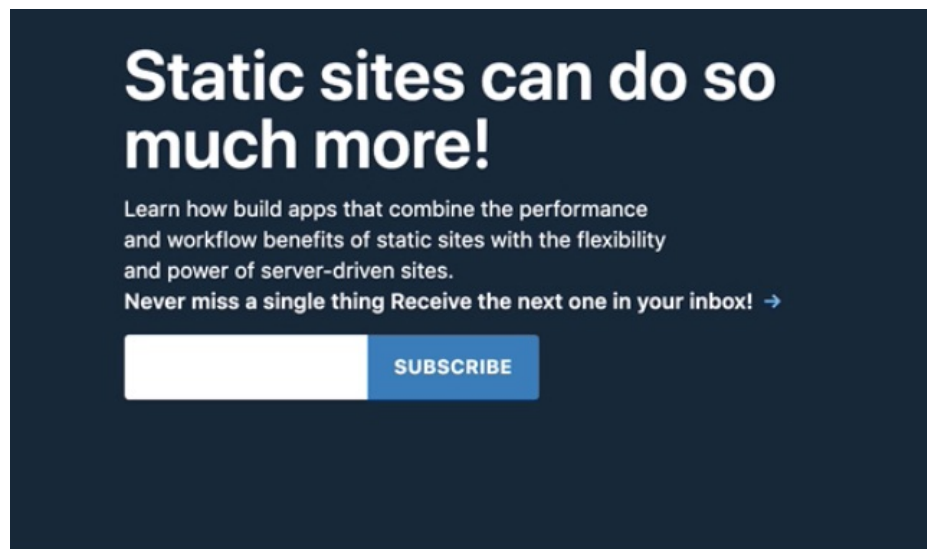 Static sites can do so
much more!
Learn how build apps that combine the performance
and workflow benefits of static sites with the flexibility
and power of server-driven sites.
Never miss a single thing Receive the next one in your inbox! →
SUBSCRIBE